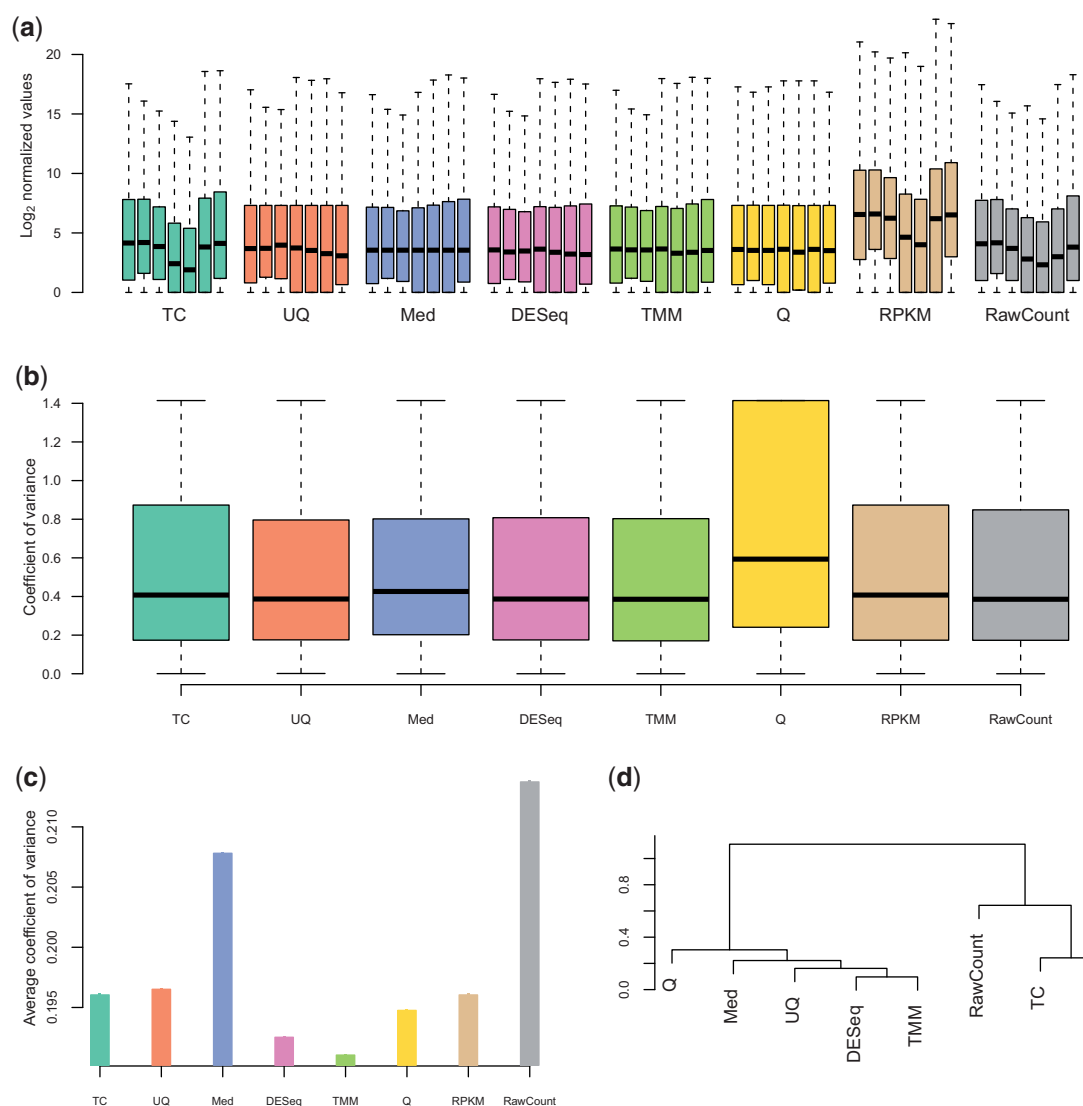 (a)
Log2 normalized values
20
15
10
5
0
TC UQ Med DESeq TMM Q RPKM RawCount
(b)
Coefficient of variance
1.4
1.2
1.0
0.8
0.6
0.4
0.2
0.0
TC UQ Med DESeq TMM Q RPKM RawCount
(c)
Average coefficient of variance
0.210
0.205
0.200
0.195
TC UQ Med DESeq TMM Q RPKM RawCount
(d)
0.8
0.4
0.0
Q
Med
UQ
DESeq
TMM
RawCount
TC